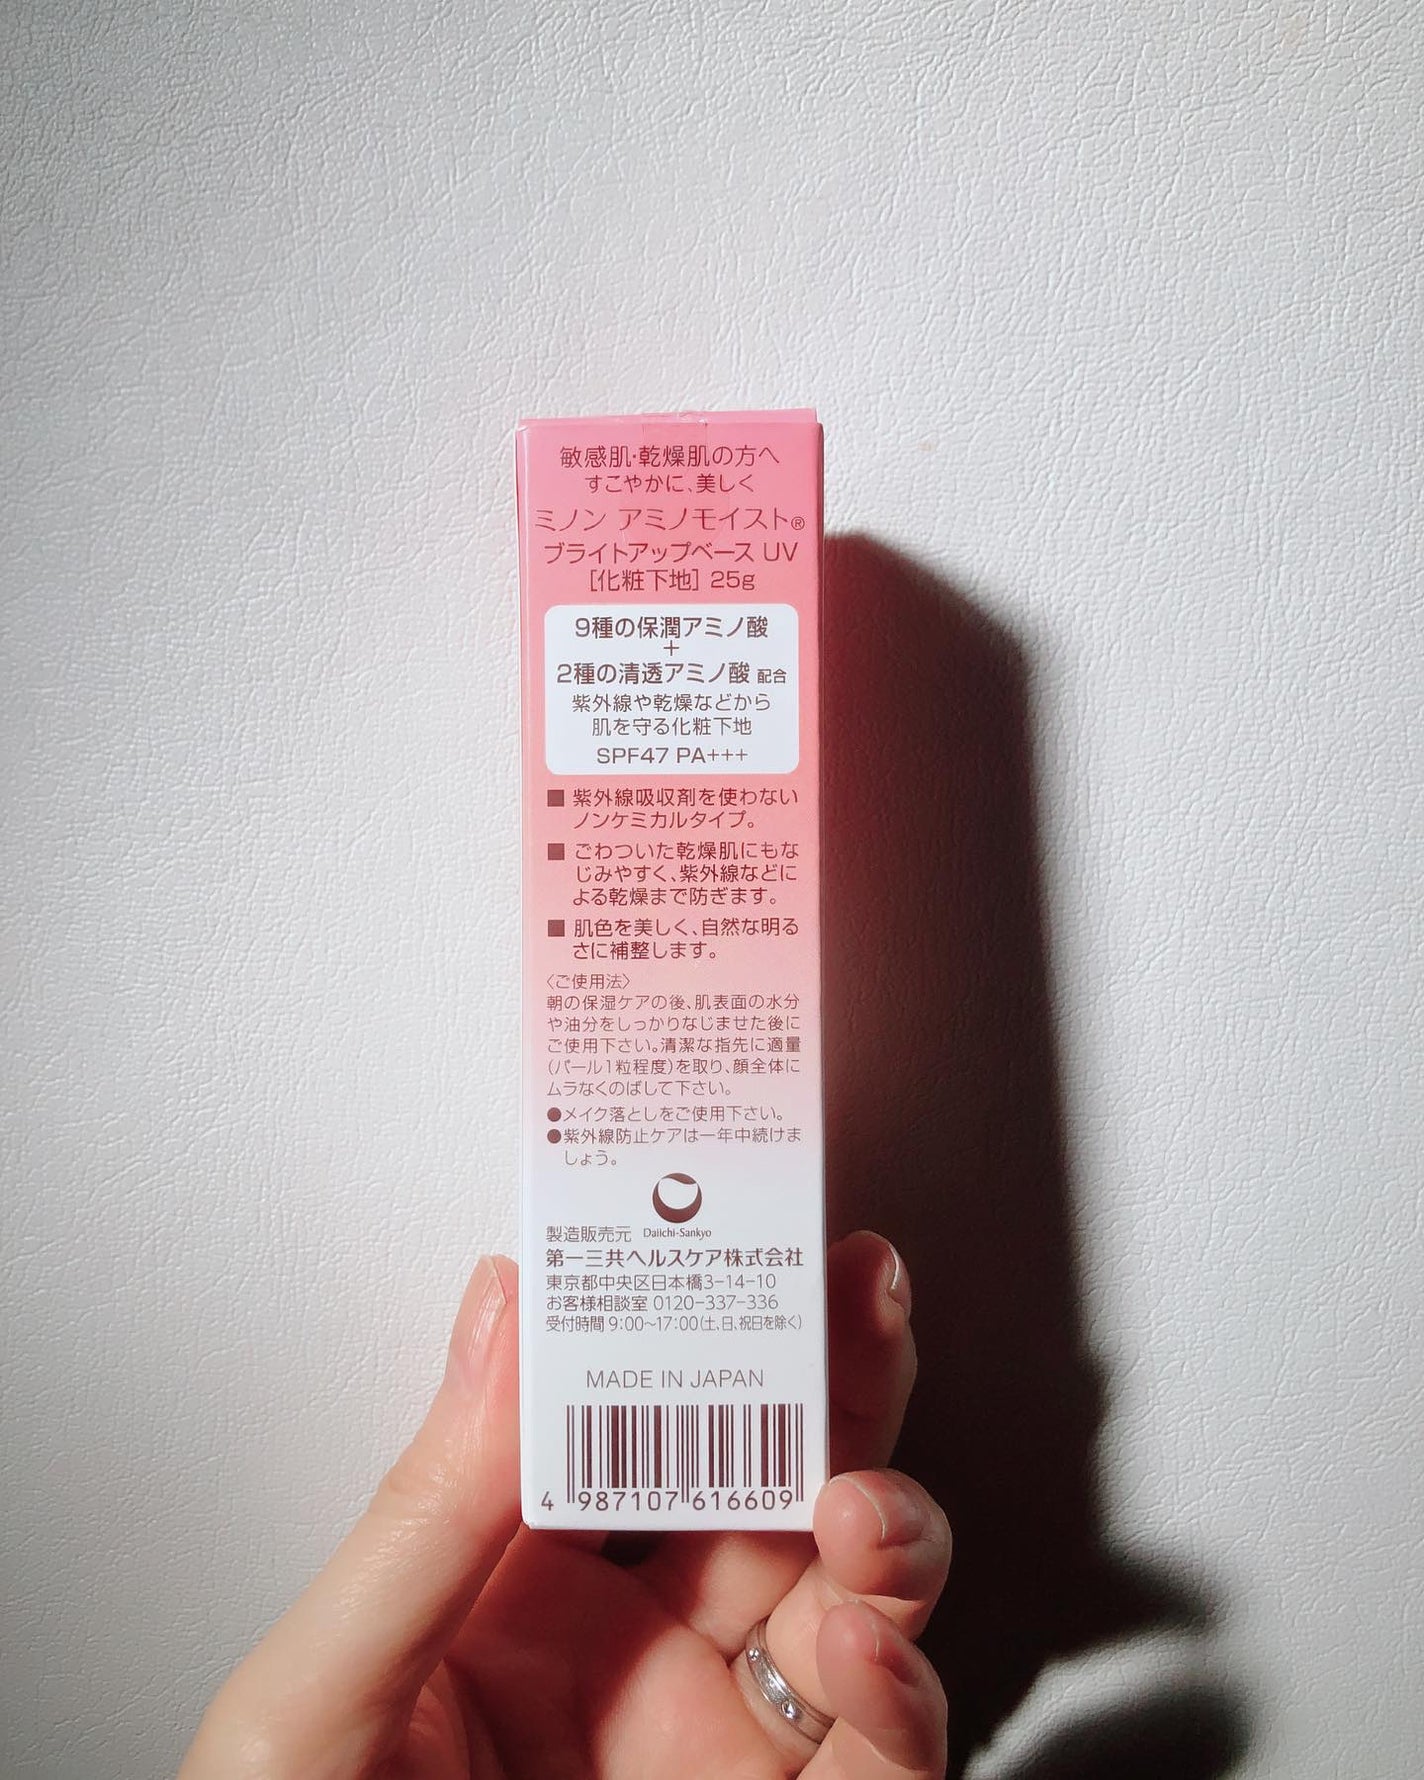 敏感肌・乾燥肌の方へ
すこやかに、美しく
ミノン アミノモイスト®
ブライトアップベース UV
[化粧下地] 25g
9種の保潤アミノ酸
+
2種の清透アミノ酸 配合
紫外線や乾燥などから
肌を守る化粧下地
SPF47 PA+++
■ 紫外線吸収剤を使わない
ノンケミカルタイプ。
■ ごわついた乾燥肌にもな
じみやすく、紫外線などに
よる乾燥まで防ぎます。
■ 肌色を美しく、自然な明る
さに補整します。
〈ご使用法〉
朝の保湿ケアの後、肌表面の水分
や油分をしっかりなじませた後に
ご使用下さい。清潔な指先に適量
(パール1粒程度)を取り、顔全体に
ムラなくのばして下さい。
●メイク落としをご使用下さい。
●紫外線防止ケアは一年中続けま
しょう。
製造販売元 Daiichi-Sankyo
第一三共ヘルスケア株式会社
東京都中央区日本橋3-14-10
お客様相談室 0120-337-336
受付時間 9:00~17:00(土、日、祝日を除く)
MADE IN JAPAN
4 987107 616609